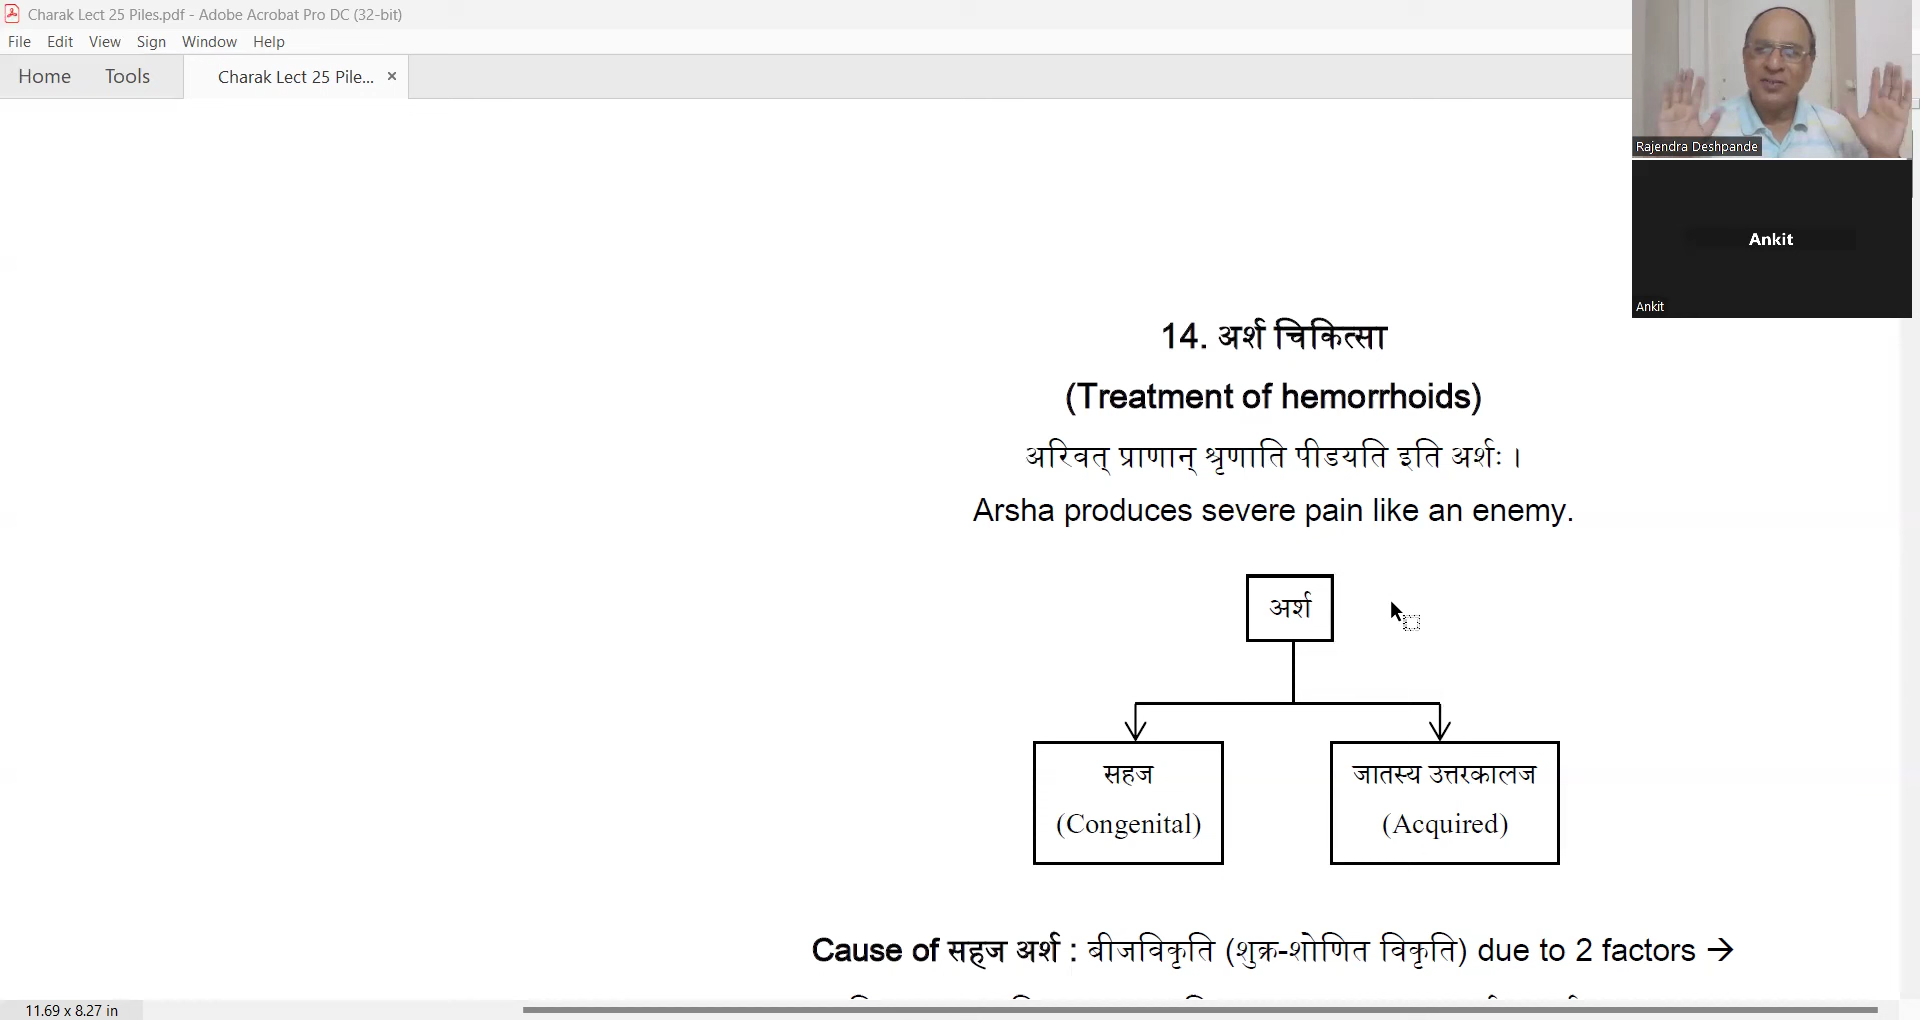 Charak Lect 25 Piles.pdf - Adobe Acrobat Pro DC (32-bit)
File Edit View Sign Window Help
Home Tools Charak Lect 25 Pile... ×
Rajendra Deshpande
Ankit
Ankit
14. अर्श चिकित्सा
(Treatment of hemorrhoids)
अरिवत् प्राणान् श्रृणाति पीडयति इति अर्शः ।
Arsha produces severe pain like an enemy.
अर्श
सहज
(Congenital)
जातस्य उत्तरकालज
(Acquired)
Cause of सहज अर्श : बीजविकृति (शुक्र-शोणित विकृति) due to 2 factors →
11.69 x 8.27 in